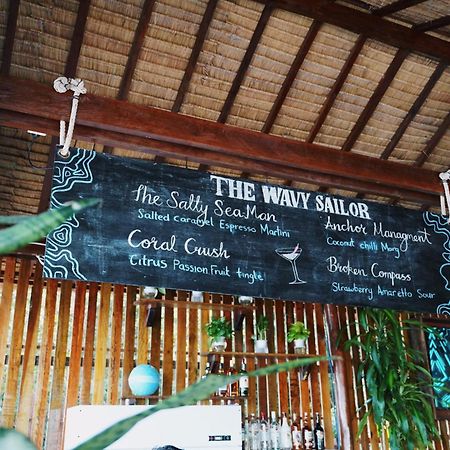 THE WAVY SAILOR
The Salty SeaMan
Salted caramel Espresso Martini
Coral Crush
Citrus Passion Fruit tingle
Anchor Managment
Coconut chilli Marg
Broken Compass
Strawberry Amaretto Sour